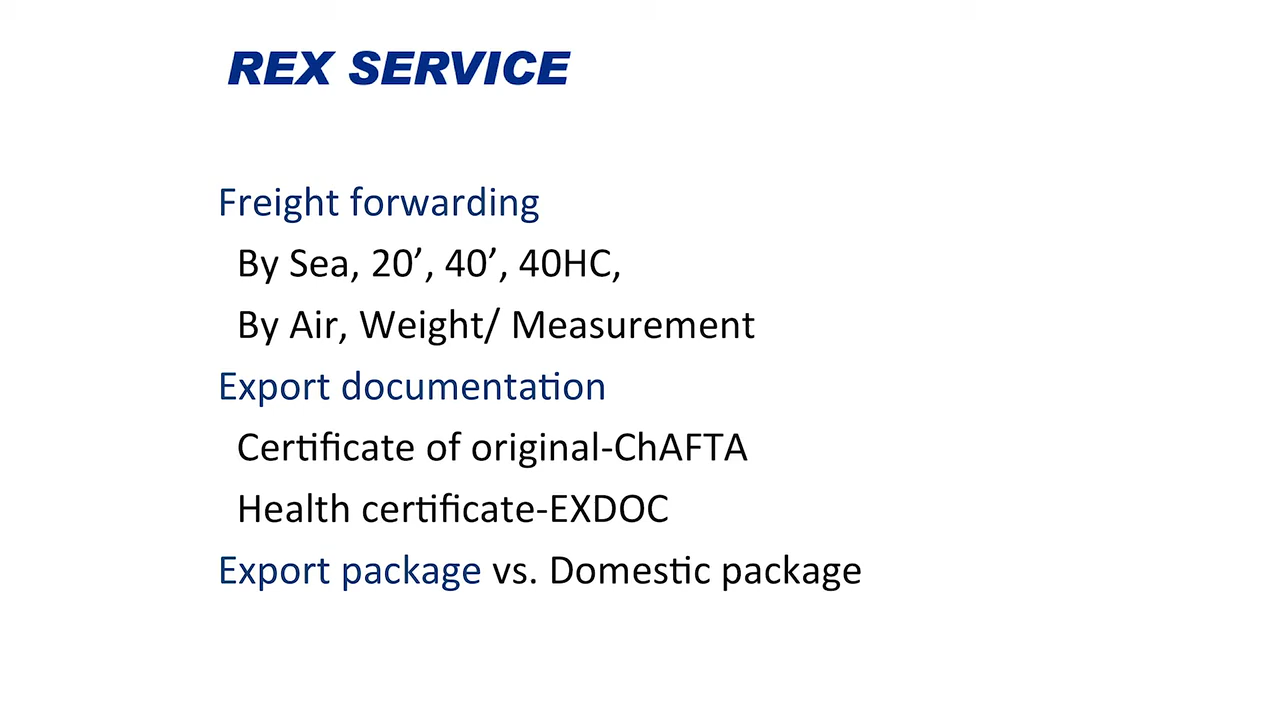 REX SERVICE
Freight forwarding
By Sea, 20’, 40’, 40HC,
By Air, Weight/ Measurement
Export documentation
Certificate of original-ChAFTA
Health certificate-EXDOC
Export package vs. Domestic package